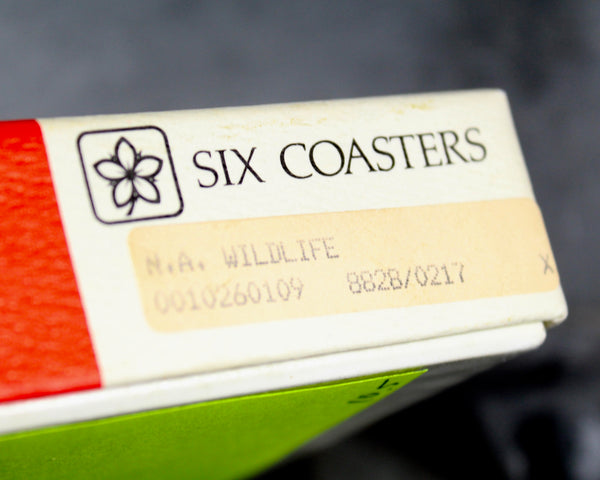 SIX COASTERS
N.A. WILDLIFE
0010260109 882B/0217 X